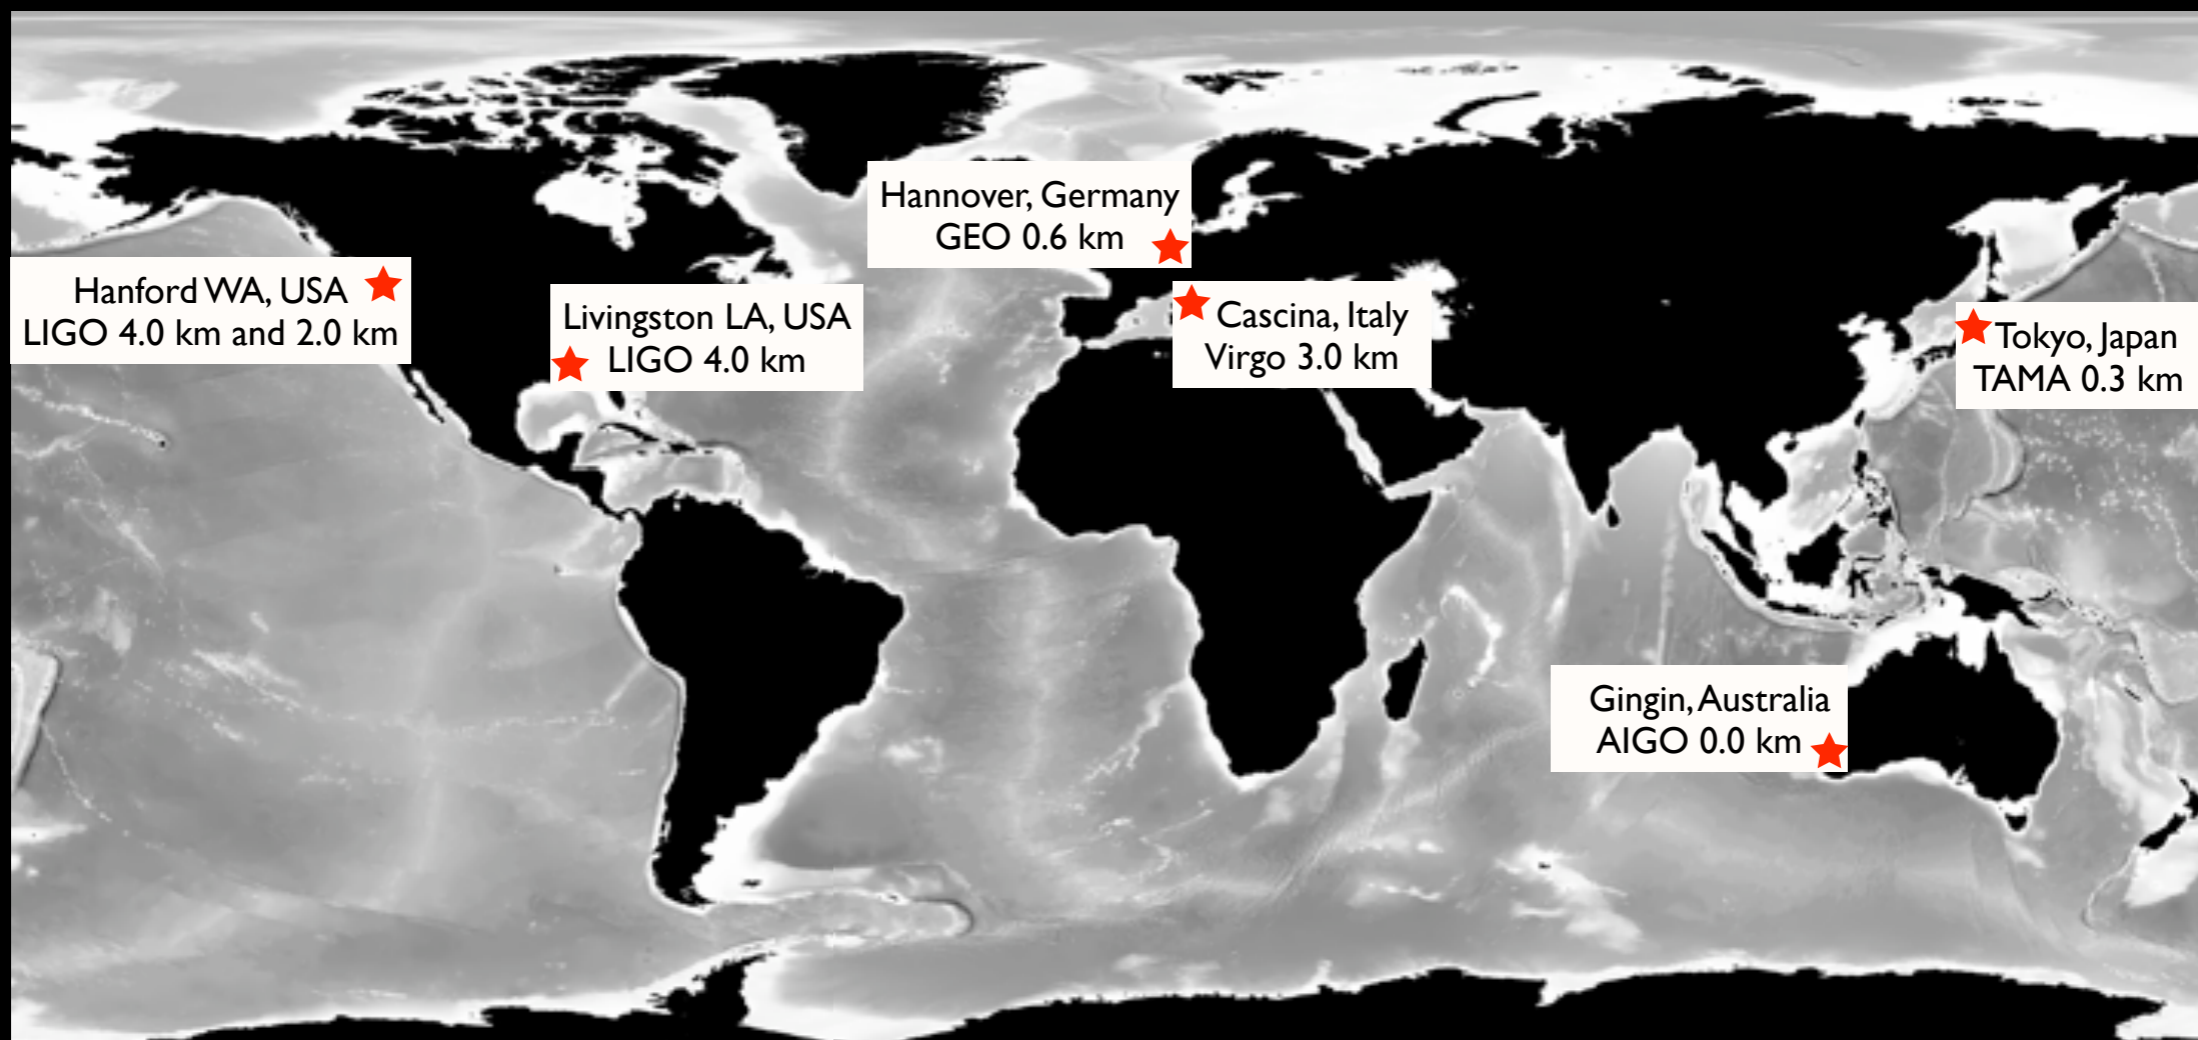 Hannover, Germany
GEO 0.6 km
Hanford WA, USA
LIGO 4.0 km and 2.0 km
Livingston LA, USA
LIGO 4.0 km
Cascina, Italy
Virgo 3.0 km
Tokyo, Japan
TAMA 0.3 km
Gingin, Australia
AIGO 0.0 km